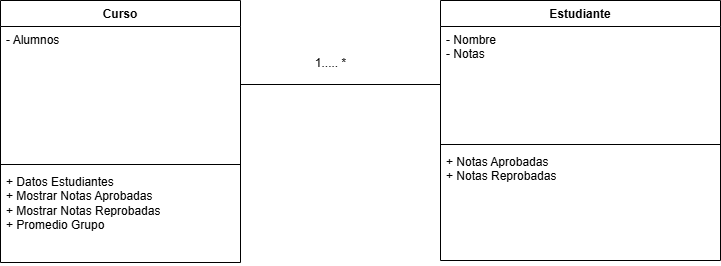 Curso
- Alumnos
+ Datos Estudiantes
+ Mostrar Notas Aprobadas
+ Mostrar Notas Reprobadas
+ Promedio Grupo
1..... *
Estudiante
- Nombre
- Notas
+ Notas Aprobadas
+ Notas Reprobadas